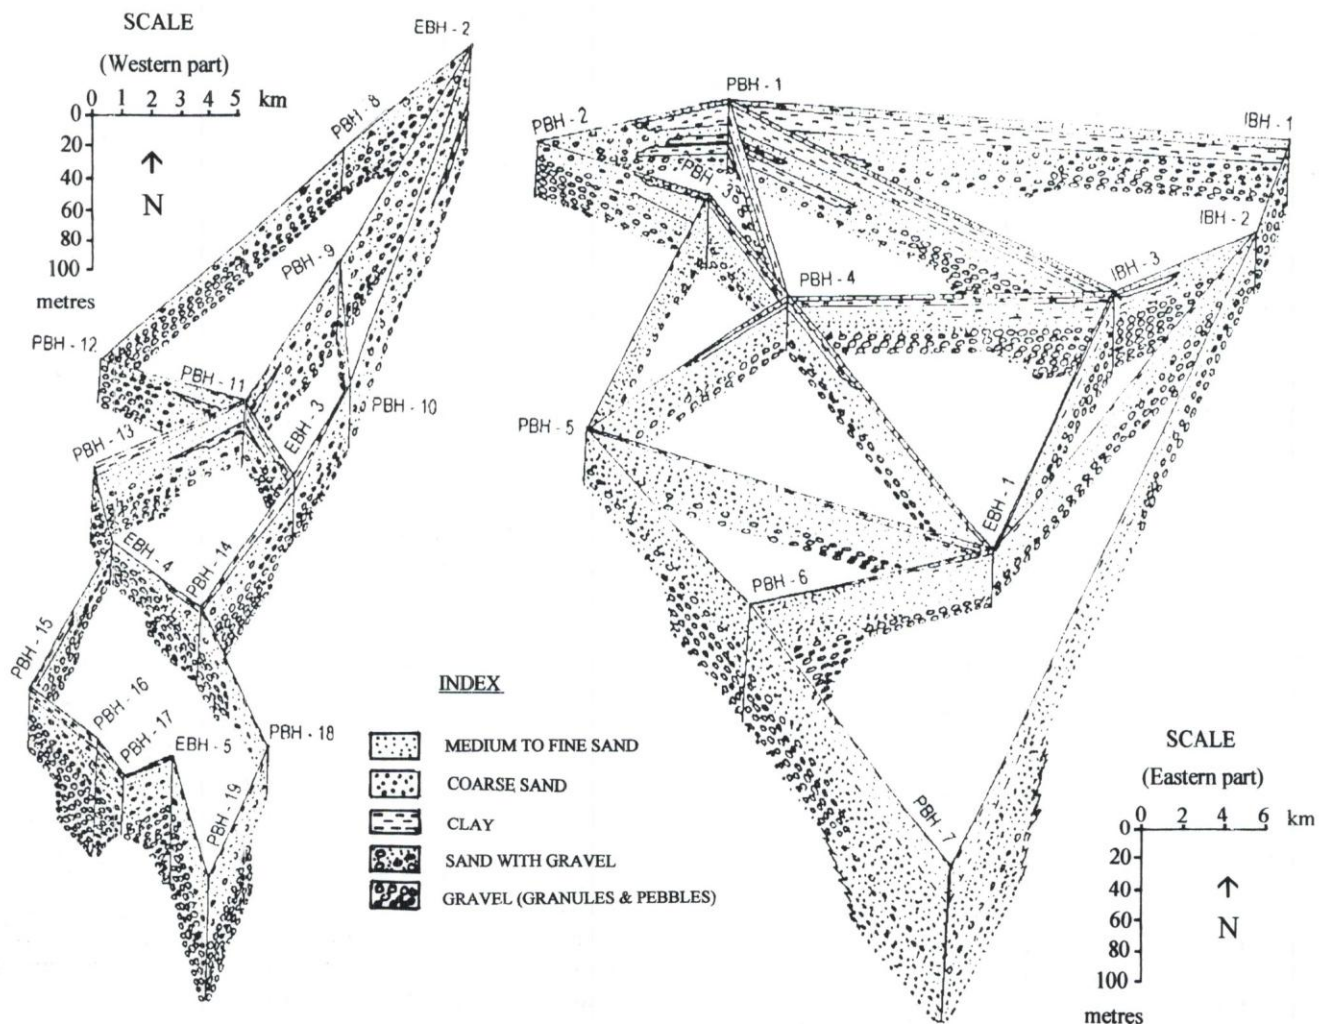 SCALE
(Western part)
0 1 2 3 4 5 km
0
20
40
60
80
100
metres
N
EBH - 2
PBH - 8
PBH - 9
PBH - 12
PBH - 11
EBH - 3
PBH - 10
PBH - 13
EBH - 4
PBH - 14
PBH - 15
PBH - 16
PBH - 17
EBH - 5
PBH - 18
PBH - 19
PBH - 1
PBH - 2
IBH - 1
PBH - 3
IBH - 2
PBH - 4
IBH - 3
PBH - 5
EBH - 1
PBH - 6
PBH - 7
INDEX
MEDIUM TO FINE SAND
COARSE SAND
CLAY
SAND WITH GRAVEL
GRAVEL (GRANULES & PEBBLES)
SCALE
(Eastern part)
0 2 4 6 km
0
20
40
60
80
100
metres
N